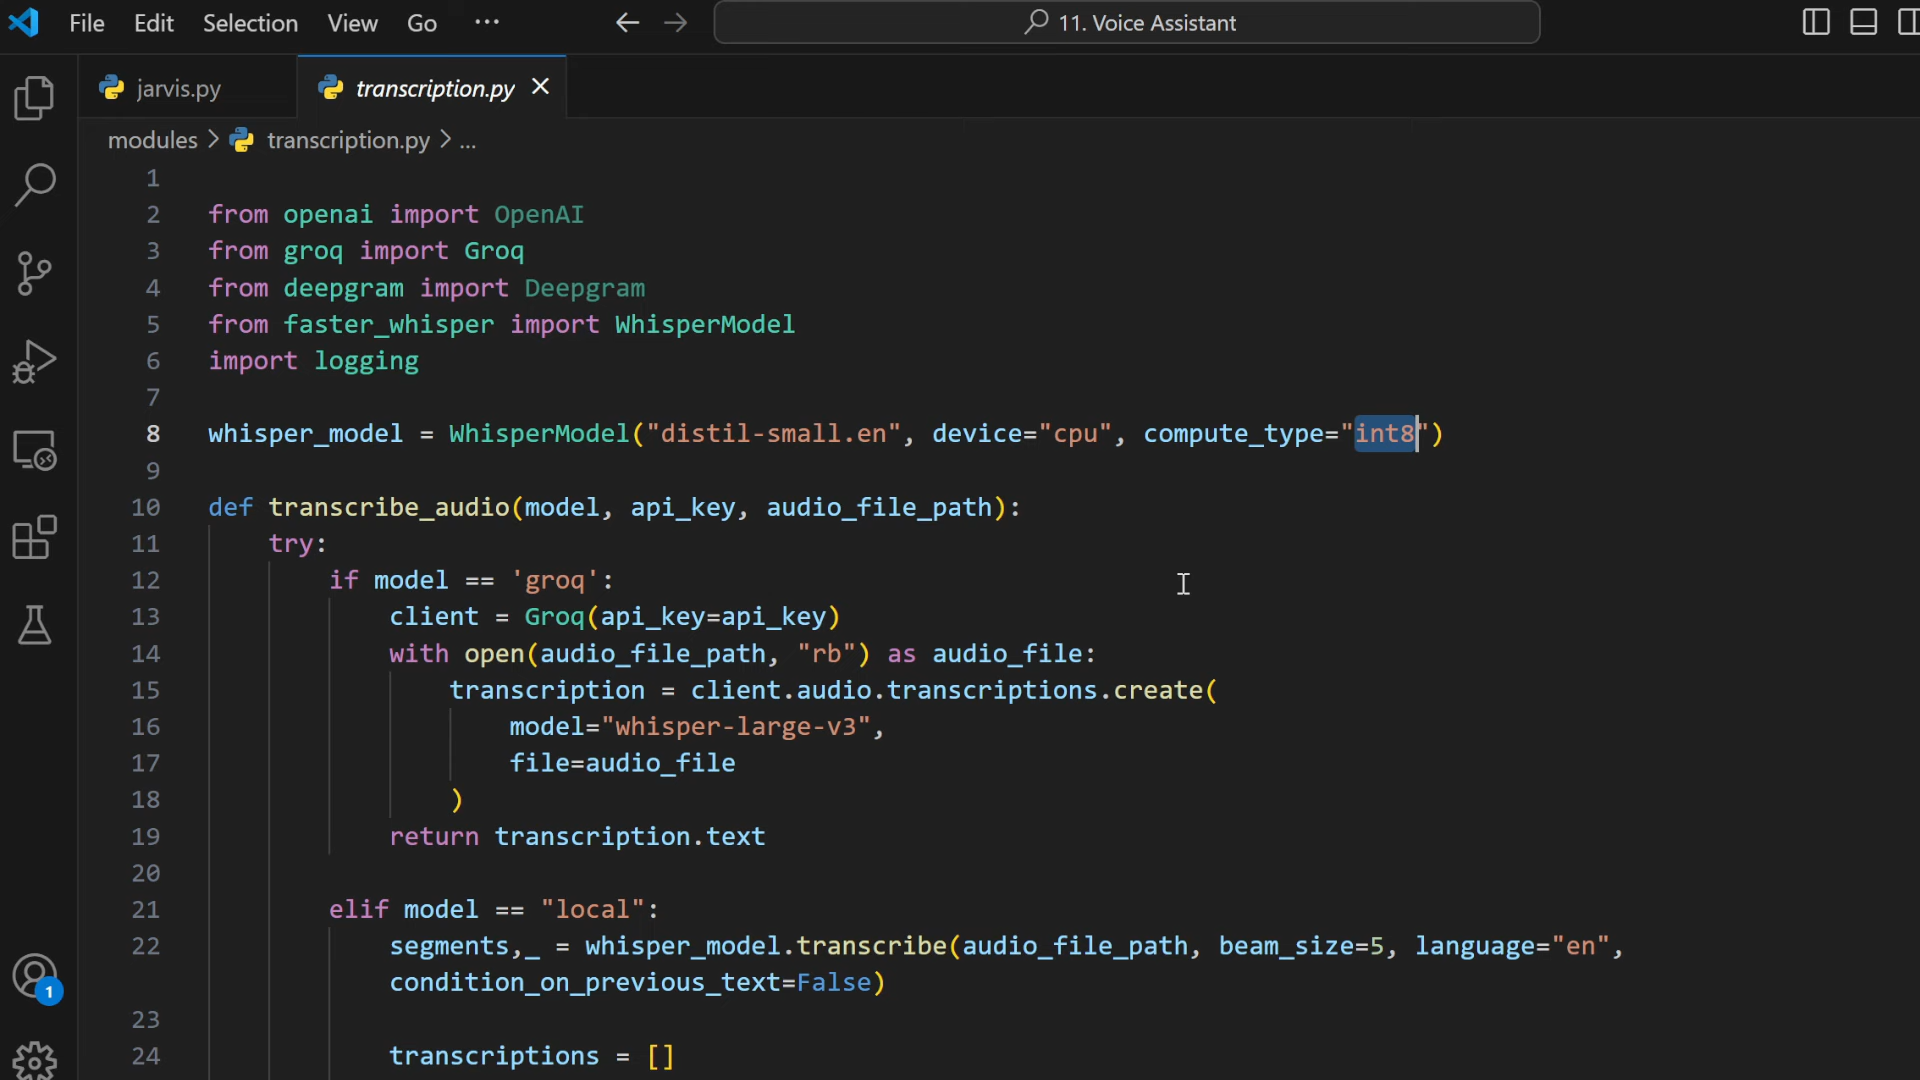 File Edit Selection View Go ··· ← → 11. Voice Assistant
jarvis.py transcription.py ×
modules > transcription.py > ...
1
2 from openai import OpenAI
3 from groq import Groq
4 from deepgram import Deepgram
5 from faster_whisper import WhisperModel
6 import logging
7
8 whisper_model = WhisperModel("distil-small.en", device="cpu", compute_type="int8")
9
10 def transcribe_audio(model, api_key, audio_file_path):
11 try:
12 if model == 'groq':
13 client = Groq(api_key=api_key)
14 with open(audio_file_path, "rb") as audio_file:
15 transcription = client.audio.transcriptions.create(
16 model="whisper-large-v3",
17 file=audio_file
18 )
19 return transcription.text
20
21 elif model == "local":
22 segments,_ = whisper_model.transcribe(audio_file_path, beam_size=5, language="en",
condition_on_previous_text=False)
1
23
24 transcriptions = []